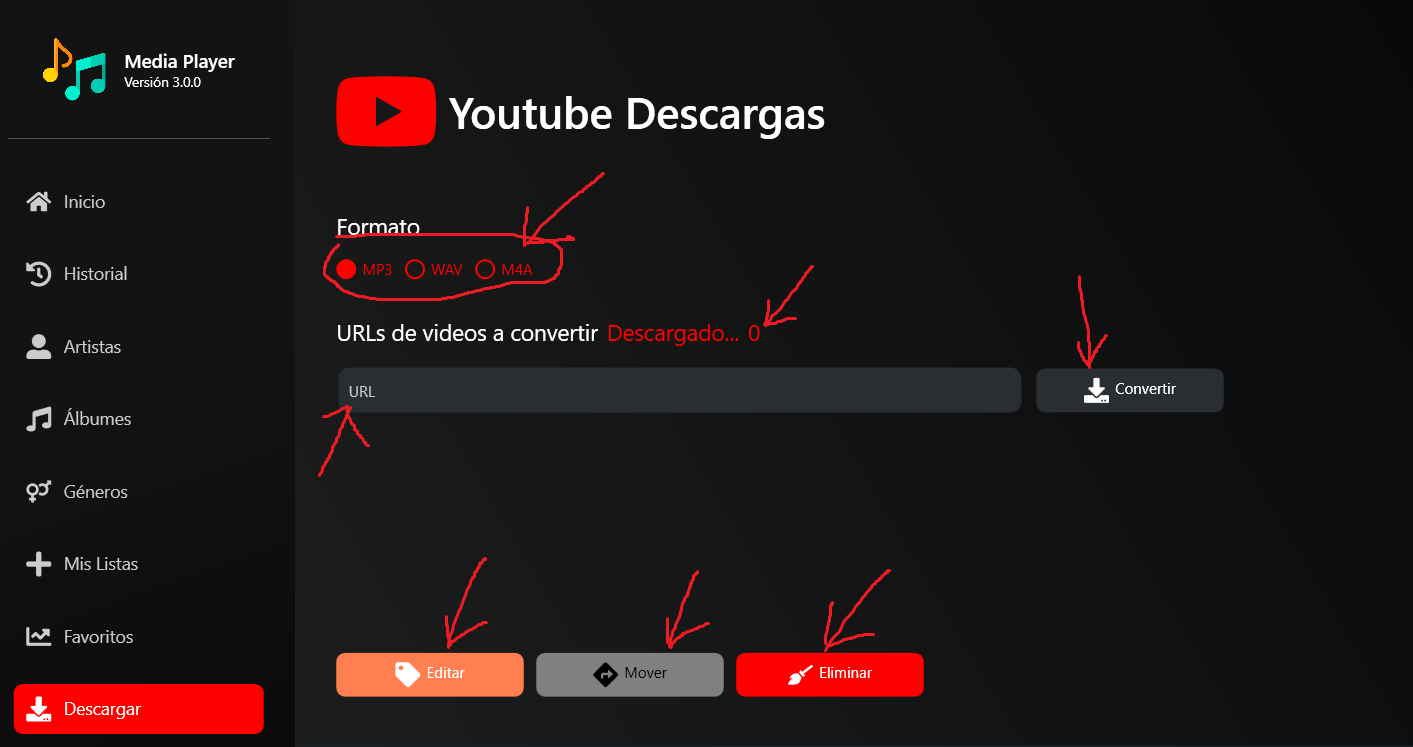 Media Player
Versión 3.0.0
Inicio
Historial
Artistas
Álbumes
Géneros
Mis Listas
Favoritos
Descargar
Youtube Descargas
Formato
MP3 WAV M4A
URLs de videos a convertir Descargado... 0
URL Convertir
Editar Mover Eliminar